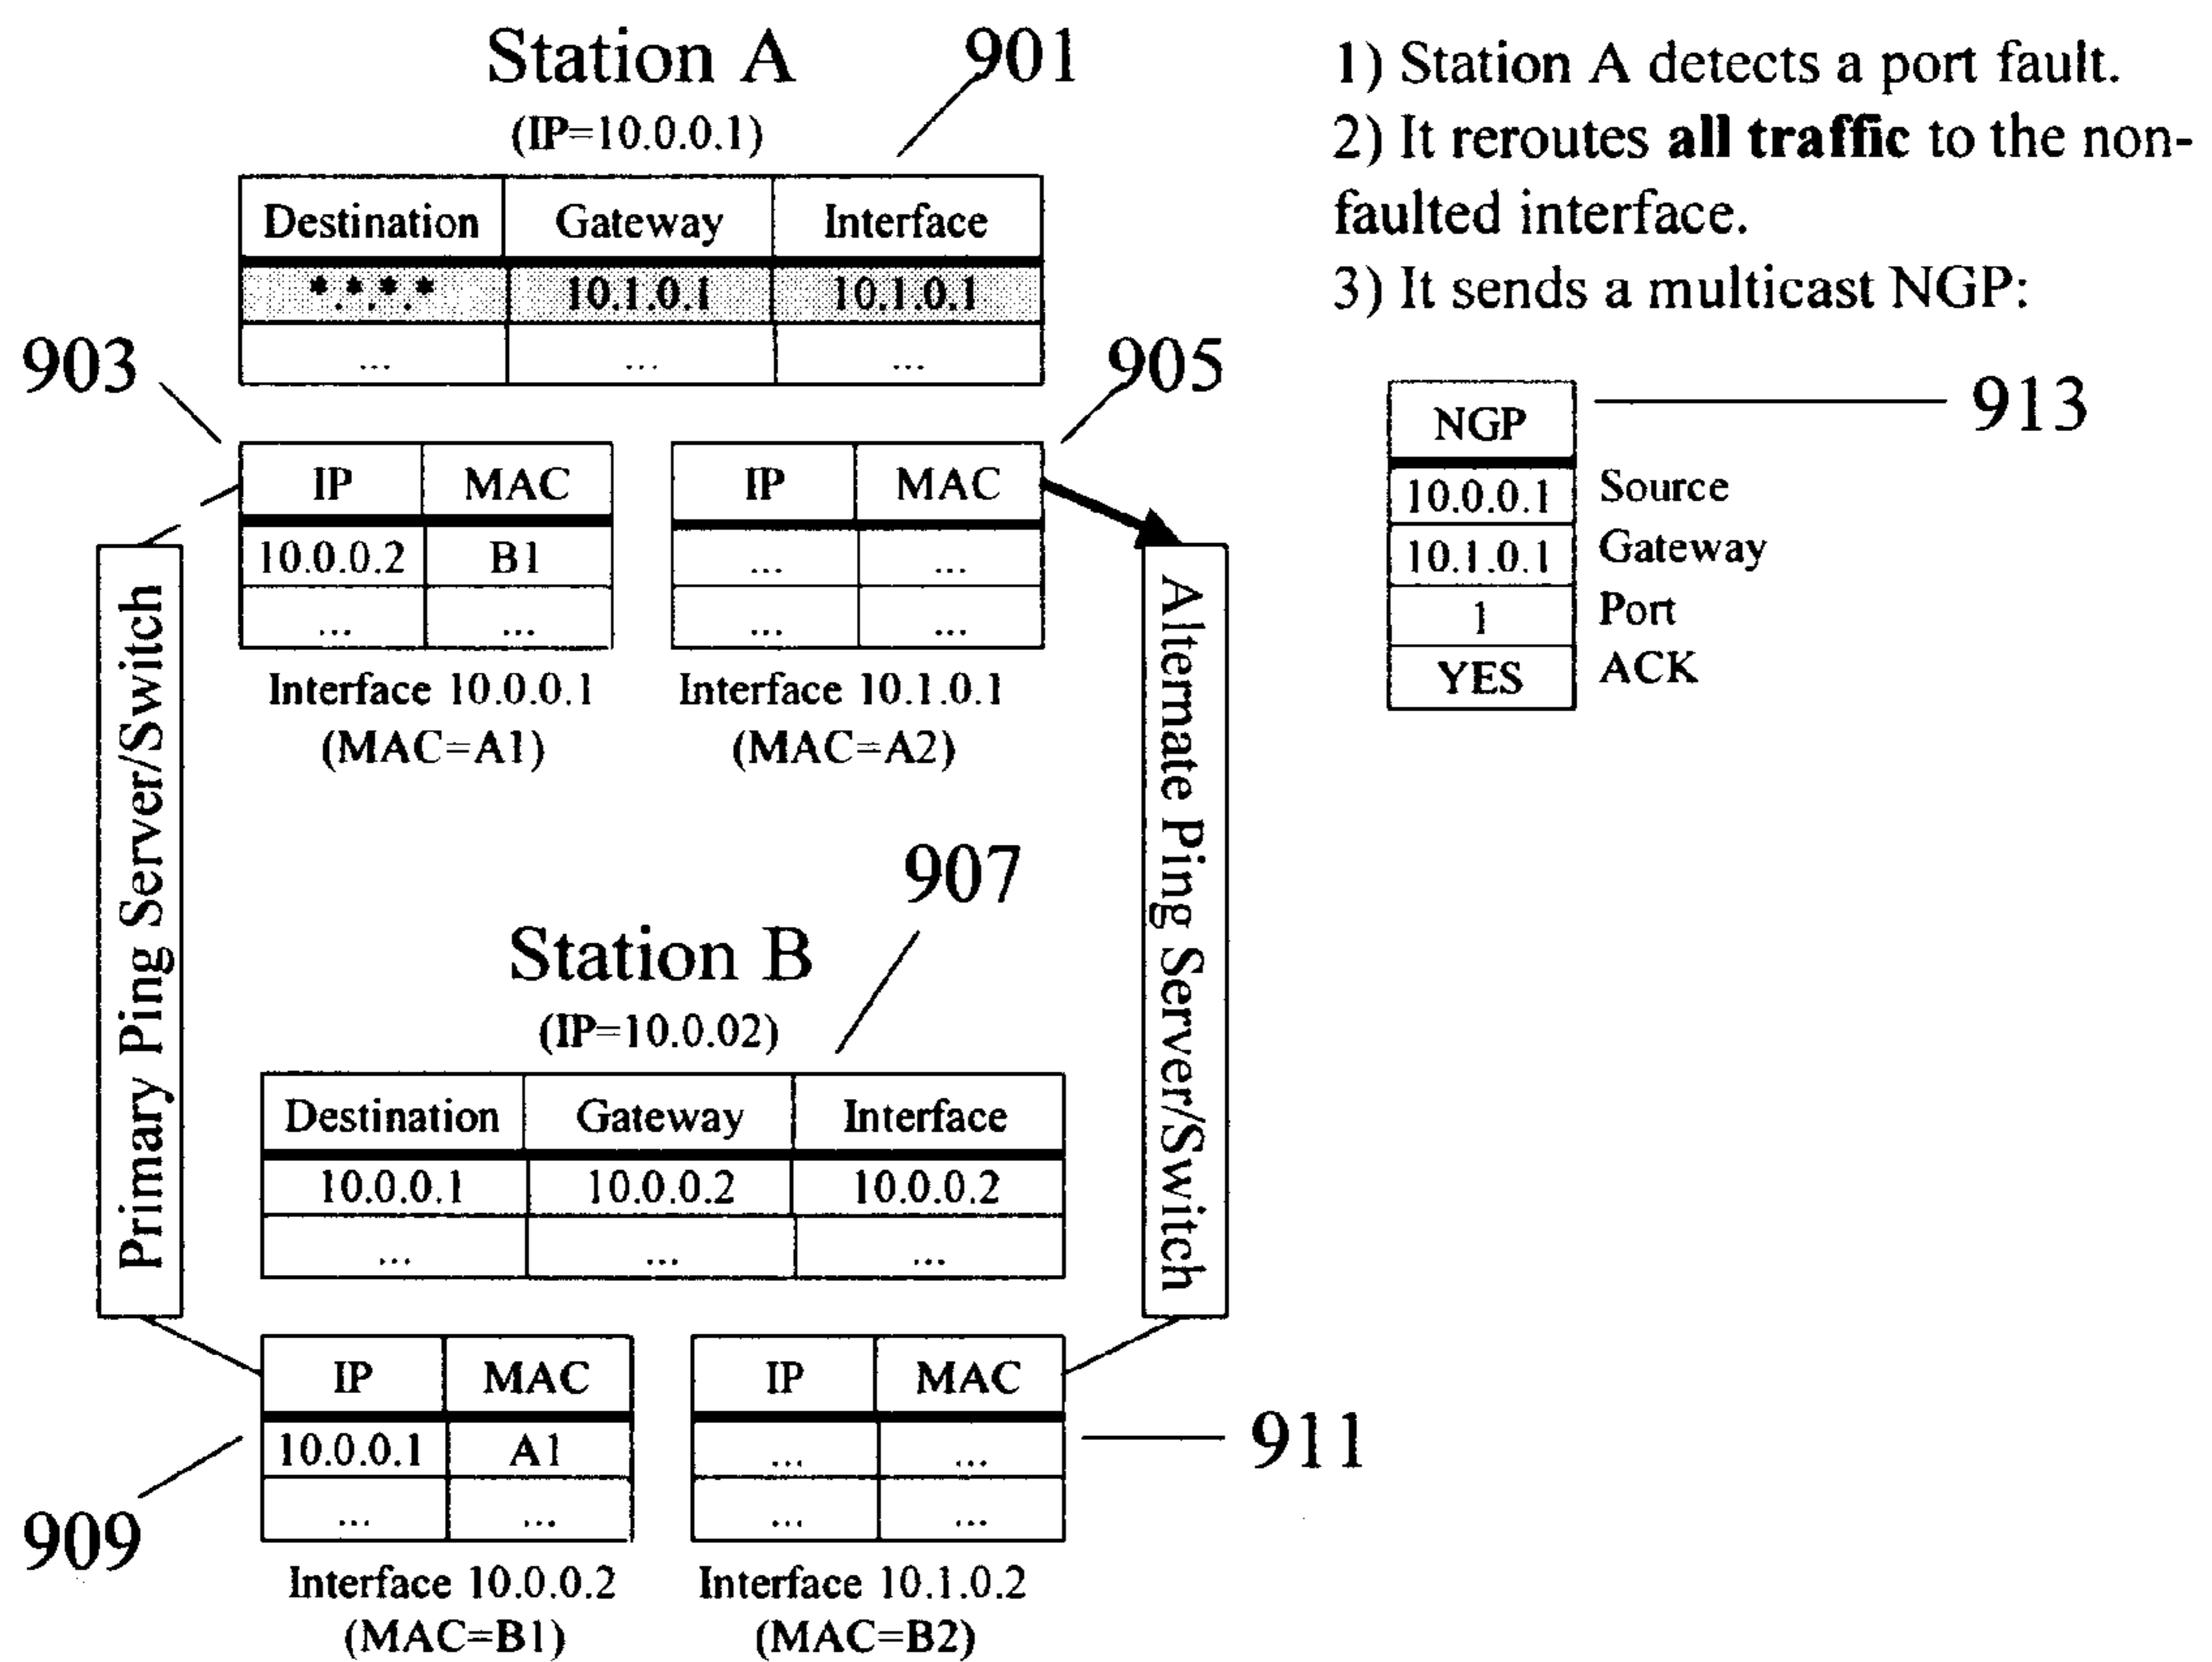 Station A
901
(IP=10.0.0.1)
Destination Gateway Interface
*.*.*.* 10.1.0.1 10.1.0.1
... ... ...
903
905
IP MAC
10.0.0.2 B1
... ...
Interface 10.0.0.1
(MAC=A1)
IP MAC
... ...
... ...
Interface 10.1.0.1
(MAC=A2)
Primary Ping Server/Switch
Alternate Ping Server/Switch
907
Station B
(IP=10.0.02)
Destination Gateway Interface
10.0.0.1 10.0.0.2 10.0.0.2
... ... ...
IP MAC
10.0.0.1 A1
... ...
Interface 10.0.0.2
(MAC=B1)
909
IP MAC
... ...
... ...
Interface 10.1.0.2
(MAC=B2)
911
1) Station A detects a port fault.
2) It reroutes all traffic to the non-
faulted interface.
3) It sends a multicast NGP:
913
NGP
10.0.0.1 Source
10.1.0.1 Gateway
1 Port
YES ACK